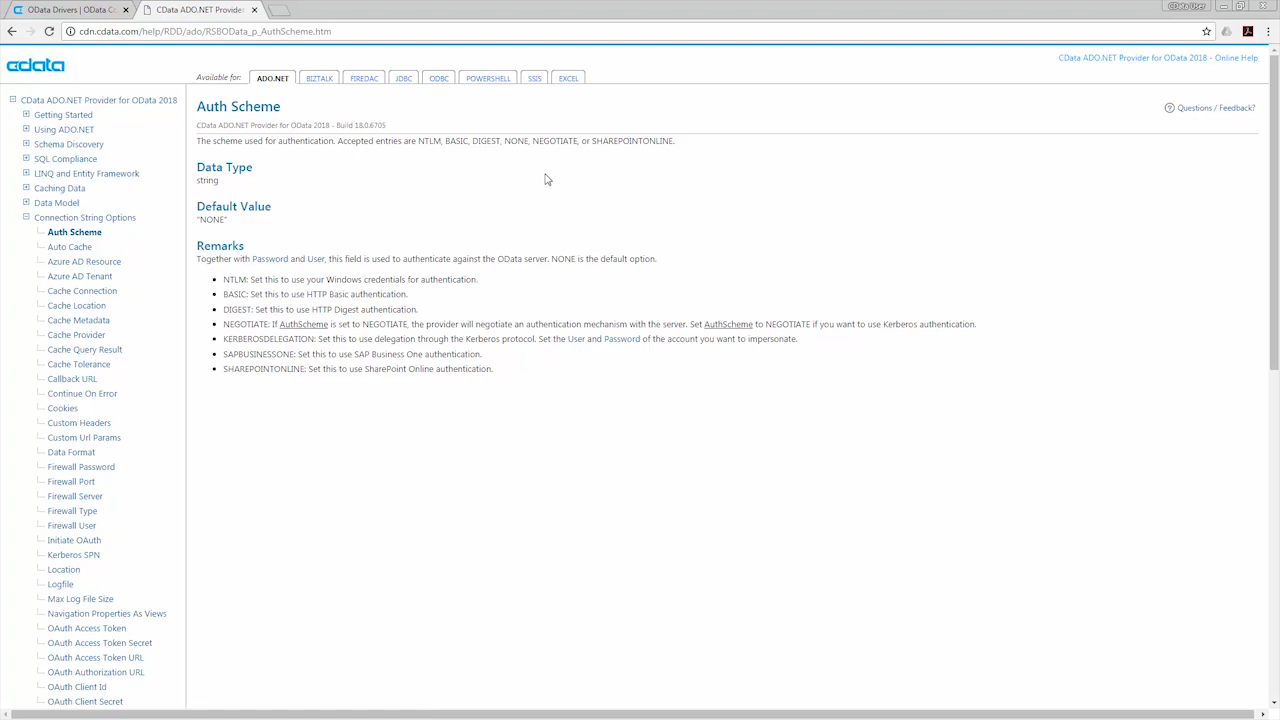 OData Drivers | OData Co
CData ADO.NET Provider
CData User
cdn.cdata.com/help/RDD/ado/RSBOData_p_AuthScheme.htm
cdata
Available for:
ADO.NET
BIZTALK
FIREDAC
JDBC
ODBC
POWERSHELL
SSIS
EXCEL
CData ADO.NET Provider for OData 2018 - Online Help
CData ADO.NET Provider for OData 2018
Getting Started
Using ADO.NET
Schema Discovery
SQL Compliance
LINQ and Entity Framework
Caching Data
Data Model
Connection String Options
Auth Scheme
Auto Cache
Azure AD Resource
Azure AD Tenant
Cache Connection
Cache Location
Cache Metadata
Cache Provider
Cache Query Result
Cache Tolerance
Callback URL
Continue On Error
Cookies
Custom Headers
Custom Url Params
Data Format
Firewall Password
Firewall Port
Firewall Server
Firewall Type
Firewall User
Initiate OAuth
Kerberos SPN
Location
Logfile
Max Log File Size
Navigation Properties As Views
OAuth Access Token
OAuth Access Token Secret
OAuth Access Token URL
OAuth Authorization URL
OAuth Client Id
OAuth Client Secret
Auth Scheme
Questions / Feedback?
CData ADO.NET Provider for OData 2018 - Build 18.0.6705
The scheme used for authentication. Accepted entries are NTLM, BASIC, DIGEST, NONE, NEGOTIATE, or SHAREPOINTONLINE.
Data Type
string
Default Value
"NONE"
Remarks
Together with Password and User, this field is used to authenticate against the OData server. NONE is the default option.
NTLM: Set this to use your Windows credentials for authentication.
BASIC: Set this to use HTTP Basic authentication.
DIGEST: Set this to use HTTP Digest authentication.
NEGOTIATE: If AuthScheme is set to NEGOTIATE, the provider will negotiate an authentication mechanism with the server. Set AuthScheme to NEGOTIATE if you want to use Kerberos authentication.
KERBEROSDELEGATION: Set this to use delegation through the Kerberos protocol. Set the User and Password of the account you want to impersonate.
SAPBUSINESSONE: Set this to use SAP Business One authentication.
SHAREPOINTONLINE: Set this to use SharePoint Online authentication.